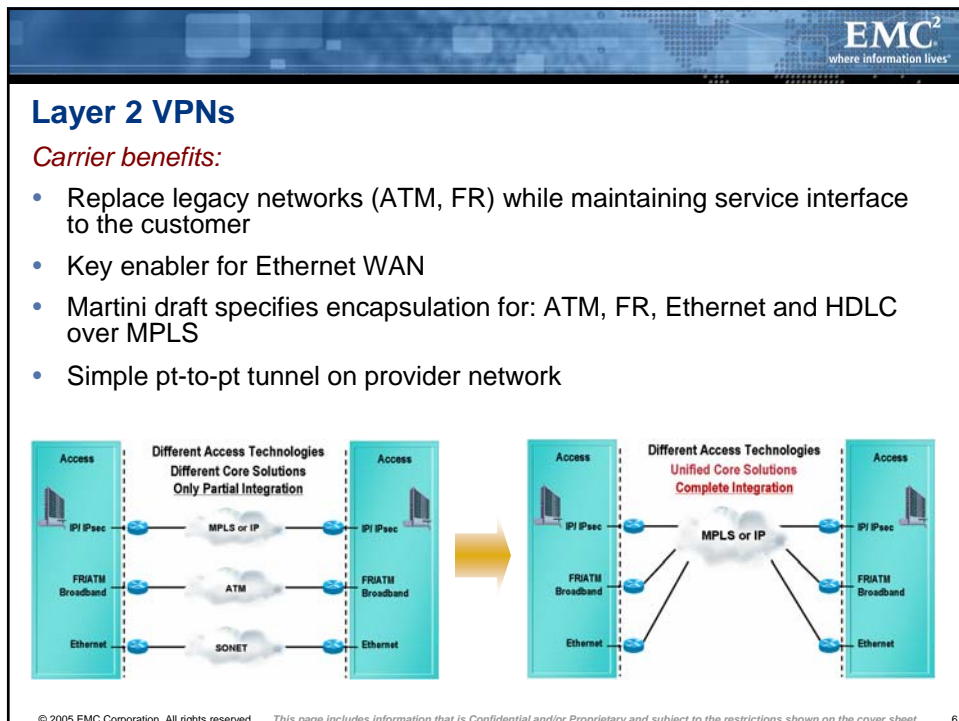 EMC²
where information lives®
Layer 2 VPNs
Carrier benefits:
• Replace legacy networks (ATM, FR) while maintaining service interface
to the customer
• Key enabler for Ethernet WAN
• Martini draft specifies encapsulation for: ATM, FR, Ethernet and HDLC
over MPLS
• Simple pt-to-pt tunnel on provider network
Access
Different Access Technologies
Different Core Solutions
Only Partial Integration
Access
IP/ IPsec
MPLS or IP
IP/ IPsec
FR/ATM
Broadband
ATM
FR/ATM
Broadband
Ethernet
SONET
Ethernet
Access
Different Access Technologies
Unified Core Solutions
Complete Integration
Access
IP/ IPsec
MPLS or IP
IP/ IPsec
FR/ATM
Broadband
FR/ATM
Broadband
Ethernet
Ethernet
© 2005 EMC Corporation. All rights reserved. This page includes information that is Confidential and/or Proprietary and subject to the restrictions shown on the cover sheet. 6